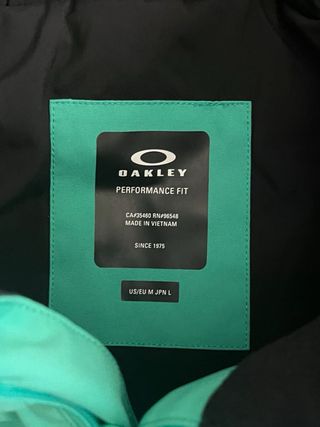 OAKLEY
PERFORMANCE FIT
CA#35460 RN#96548
MADE IN VIETNAM
SINCE 1975
US/EU M JPN L